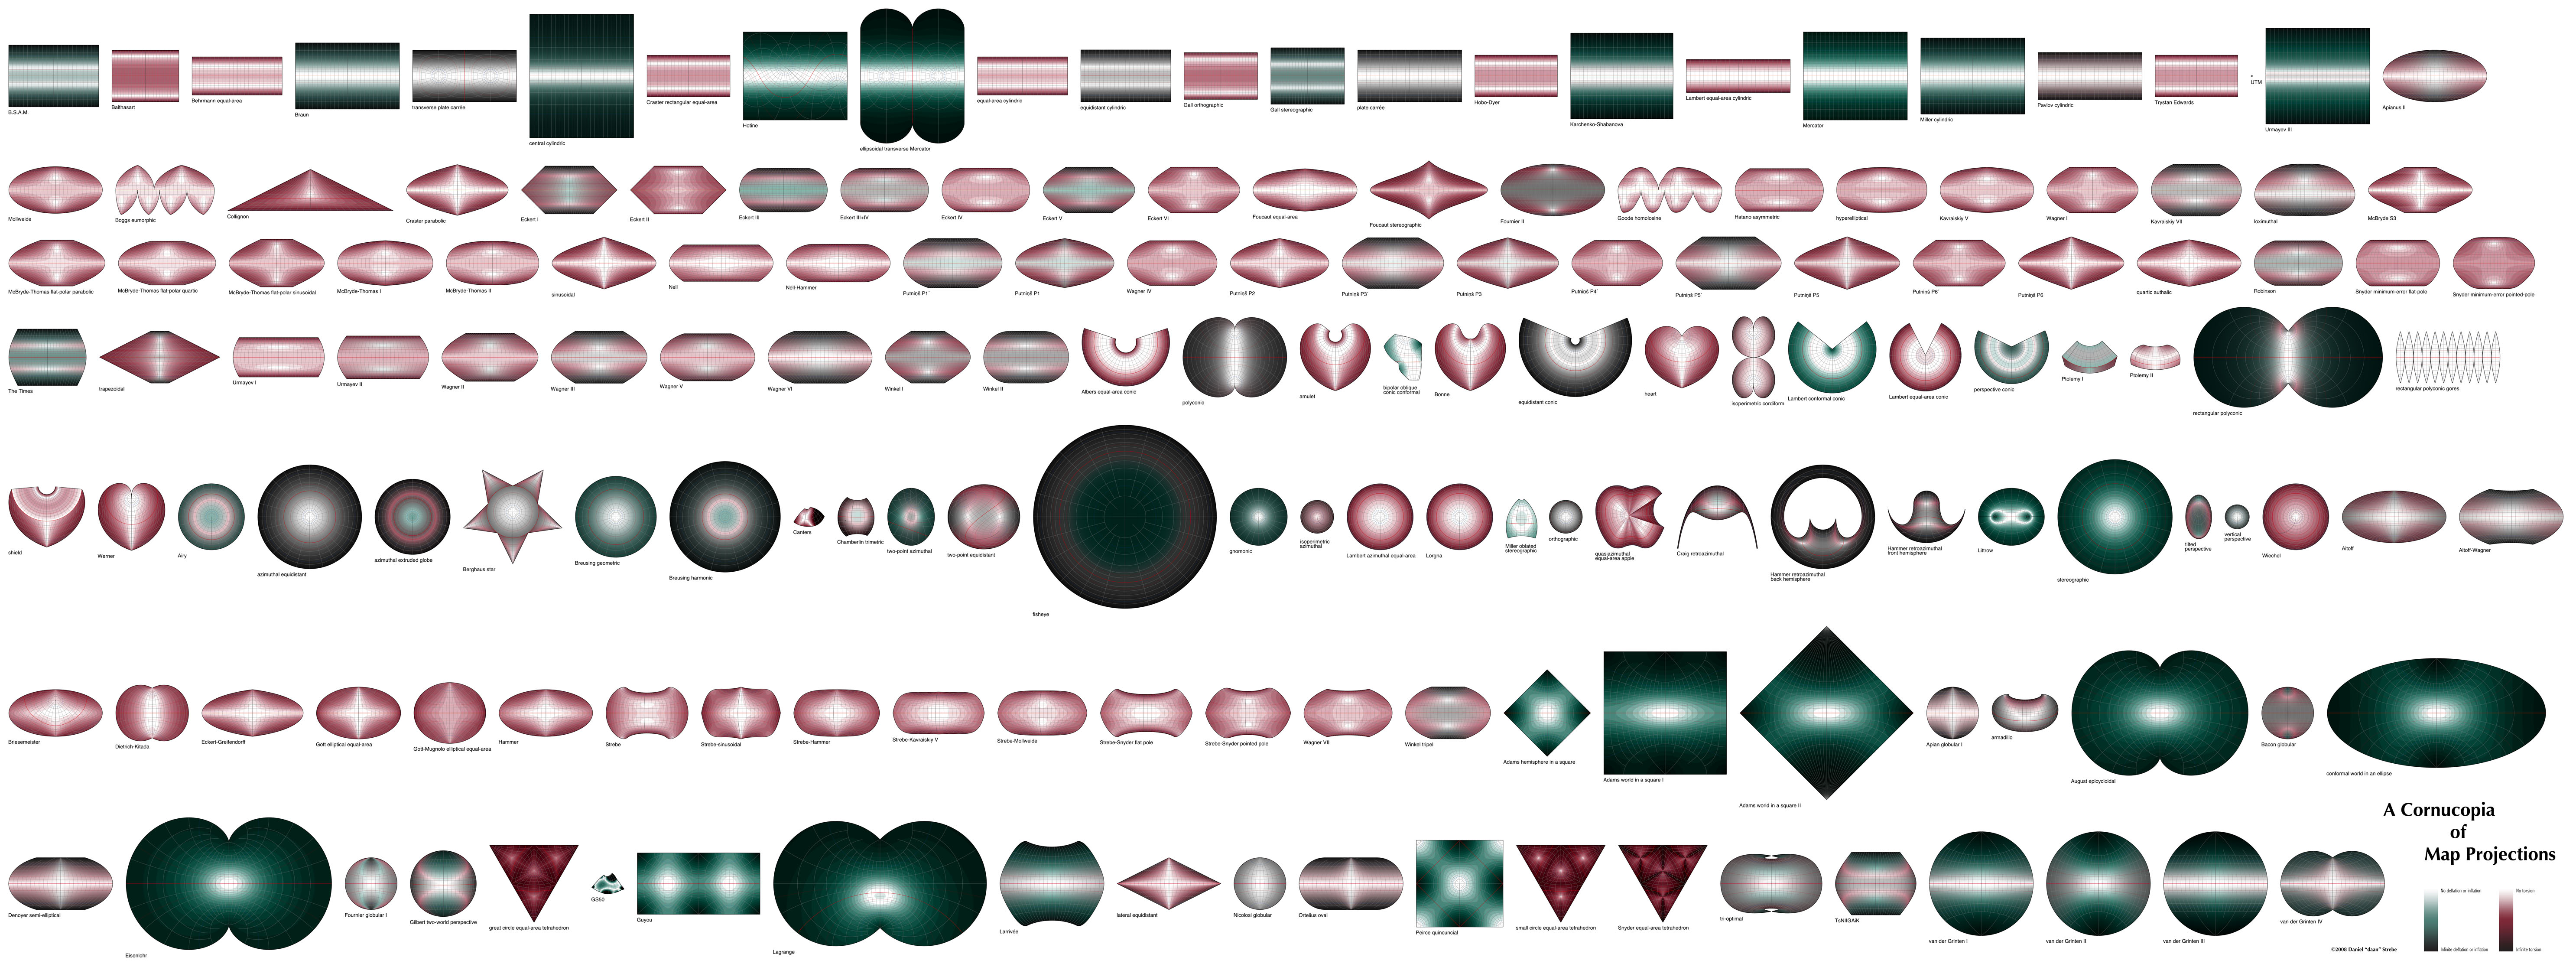 B.S.A.M.
Balthasart
Behrmann equal-area
Braun
transverse plate carrée
central cylindric
Craster rectangular equal-area
Hotine
ellipsoidal transverse Mercator
equal-area cylindric
equidistant cylindric
Gall orthographic
Gall stereographic
plate carrée
Hobo-Dyer
Karchenko-Shabanova
Lambert equal-area cylindric
Mercator
Miller cylindric
Pavlov cylindric
Trystan Edwards
UTM
Urmayev III
Apianus II
Mollweide
Boggs eumorphic
Collignon
Craster parabolic
Eckert I
Eckert II
Eckert III
Eckert III+IV
Eckert IV
Eckert V
Eckert VI
Foucaut equal-area
Foucaut stereographic
Fournier II
Goode homolosine
Hatano asymmetric
hyperelliptical
Kavraiskiy V
Wagner I
Kavraiskiy VII
loximuthal
McBryde S3
McBryde-Thomas flat-polar parabolic
McBryde-Thomas flat-polar quartic
McBryde-Thomas flat-polar sinusoidal
McBryde-Thomas I
McBryde-Thomas II
sinusoidal
Nell
Nell-Hammer
Putniņš P1´
Putniņš P1
Wagner IV
Putniņš P2
Putniņš P3´
Putniņš P3
Putniņš P4´
Putniņš P5´
Putniņš P5
Putniņš P6´
Putniņš P6
quartic authalic
Robinson
Snyder minimum-error flat-pole
Snyder minimum-error pointed-pole
The Times
trapezoidal
Urmayev I
Urmayev II
Wagner II
Wagner III
Wagner V
Wagner VI
Winkel I
Winkel II
Albers equal-area conic
polyconic
amulet
bipolar oblique
conic conformal
Bonne
equidistant conic
heart
isoperimetric cordiform
Lambert conformal conic
Lambert equal-area conic
perspective conic
Ptolemy I
Ptolemy II
rectangular polyconic
rectangular polyconic gores
shield
Werner
Airy
azimuthal equidistant
azimuthal extruded globe
Berghaus star
Breusing geometric
Breusing harmonic
Canters
Chamberlin trimetric
two-point azimuthal
two-point equidistant
fisheye
gnomonic
isoperimetric
azimuthal
Lambert azimuthal equal-area
Lorgna
Miller oblated
stereographic
orthographic
quasiazimuthal
equal-area apple
Craig retroazimuthal
Hammer retroazimuthal
back hemisphere
Hammer retroazimuthal
front hemisphere
Littrow
stereographic
tilted
perspective
vertical
perspective
Wiechel
Aitoff
Aitoff-Wagner
Briesemeister
Dietrich-Kitada
Eckert-Greifendorff
Gott elliptical equal-area
Gott-Mugnolo elliptical equal-area
Hammer
Strebe
Strebe-sinusoidal
Strebe-Hammer
Strebe-Kavraiskiy V
Strebe-Mollweide
Strebe-Snyder flat pole
Strebe-Snyder pointed pole
Wagner VII
Winkel tripel
Adams hemisphere in a square
Adams world in a square I
Adams world in a square II
Apian globular I
armadillo
August epicycloidal
Bacon globular
conformal world in an ellipse
Denoyer semi-elliptical
Eisenlohr
Fournier globular I
Gilbert two-world perspective
great circle equal-area tetrahedron
GS50
Guyou
Lagrange
Larrivée
lateral equidistant
Nicolosi globular
Ortelius oval
Peirce quincuncial
small circle equal-area tetrahedron
Snyder equal-area tetrahedron
tri-optimal
TsNIIGAiK
van der Grinten I
van der Grinten II
van der Grinten III
van der Grinten IV
A Cornucopia
of
Map Projections
No deflation or inflation
No torsion
Infinite deflation or inflation
Infinite torsion
©2008 Daniel "daan" Strebe